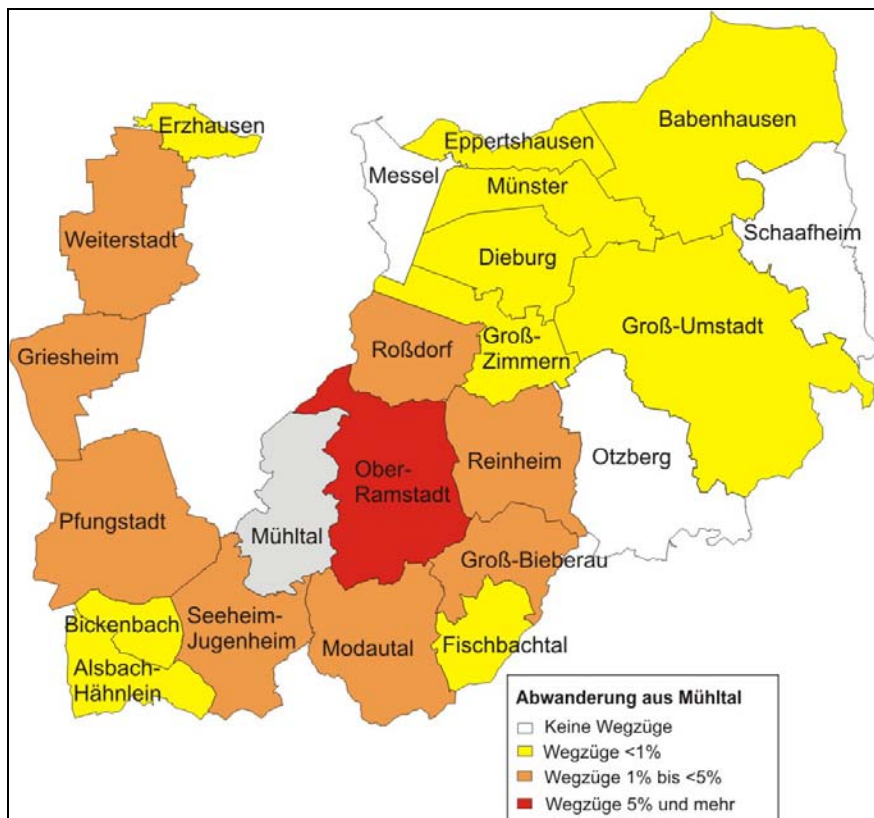 Erzhausen
Babenhausen
Eppertshausen
Messel
Münster
Schaafheim
Weiterstadt
Dieburg
Groß-Umstadt
Griesheim
Roßdorf
Groß-
Zimmern
Reinheim
Otzberg
Ober-
Ramstadt
Pfungstadt
Mühltal
Groß-Bieberau
Bickenbach
Seeheim-
Jugenheim
Modautal
Fischbachtal
Alsbach-
Hähnlein
Abwanderung aus Mühltal
Keine Wegzüge
Wegzüge <1%
Wegzüge 1% bis <5%
Wegzüge 5% und mehr